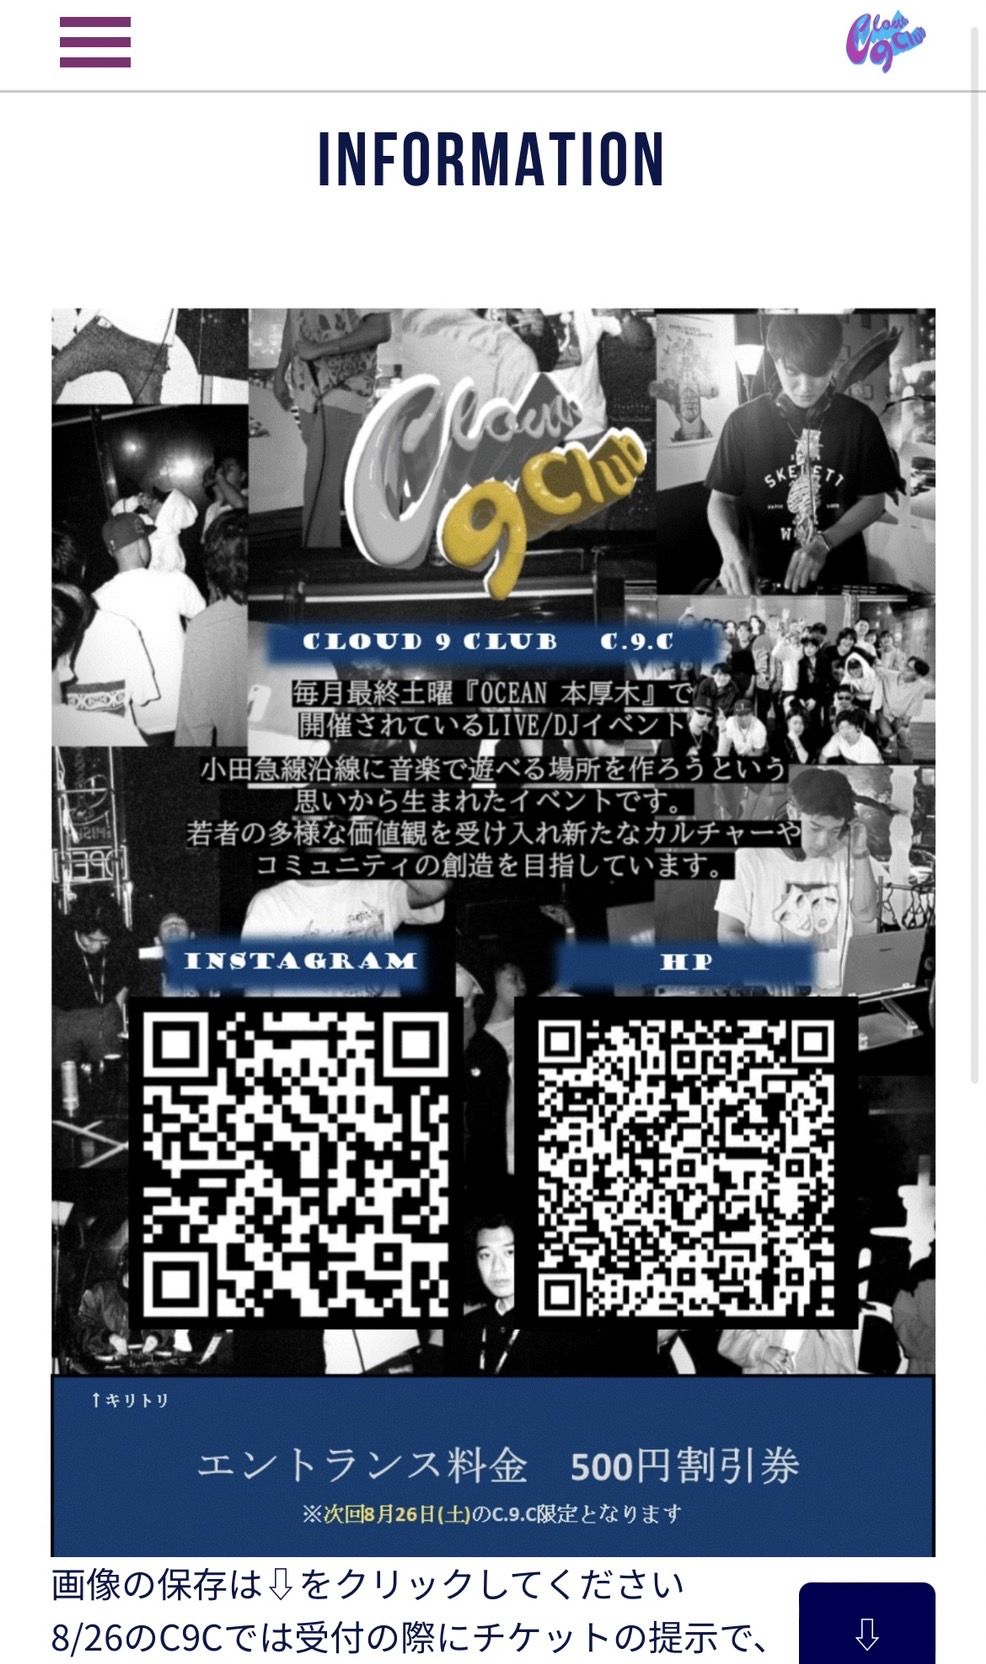 Cloud 9 Club
INFORMATION
Cloud 9 Club
SKELETT
CLOUD 9 CLUB C.9.C
毎月最終土曜『OCEAN 本厚木』で
開催されているLIVE/DJイベント
小田急線沿線に音楽で遊べる場所を作ろうという
思いから生まれたイベントです。
若者の多様な価値観を受け入れ新たなカルチャーや
コミュニティの創造を目指しています。
INSTAGRAM HP
↑キリトリ
エントランス料金 500円割引券
※次回8月26日(土)のC.9.C限定となります
画像の保存は⇩をクリックしてください
8/26のC9Cでは受付の際にチケットの提示で、
⇩